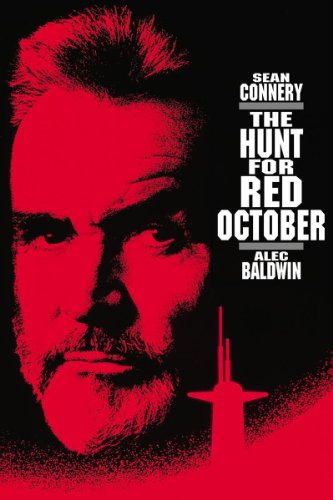 SEAN
CONNERY
THE
HUNT
FOR
RED
OCTOBER
ALEC
BALDWIN